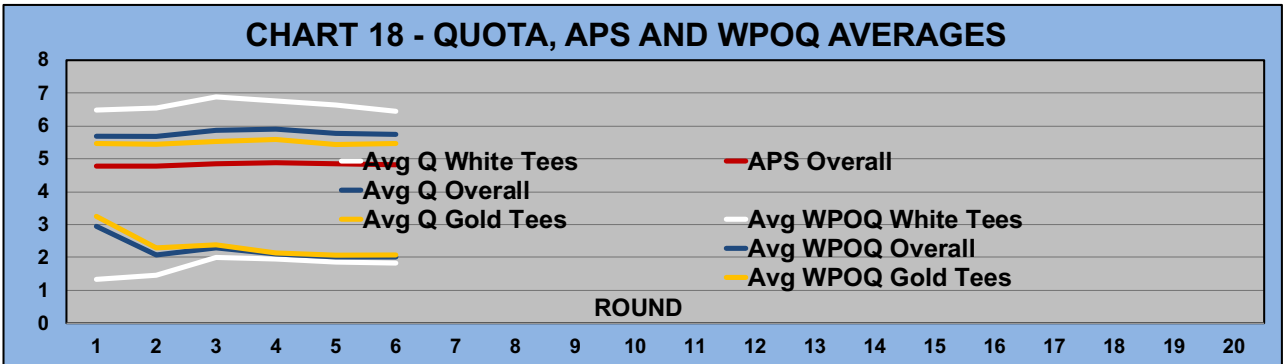 CHART 18 - QUOTA, APS AND WPOQ AVERAGES
8
7
6
5
4
3
2
1
0
Avg Q White Tees APS Overall
Avg Q Overall
Avg Q Gold Tees Avg WPOQ White Tees
Avg WPOQ Overall
Avg WPOQ Gold Tees
ROUND
1 2 3 4 5 6 7 8 9 10 11 12 13 14 15 16 17 18 19 20